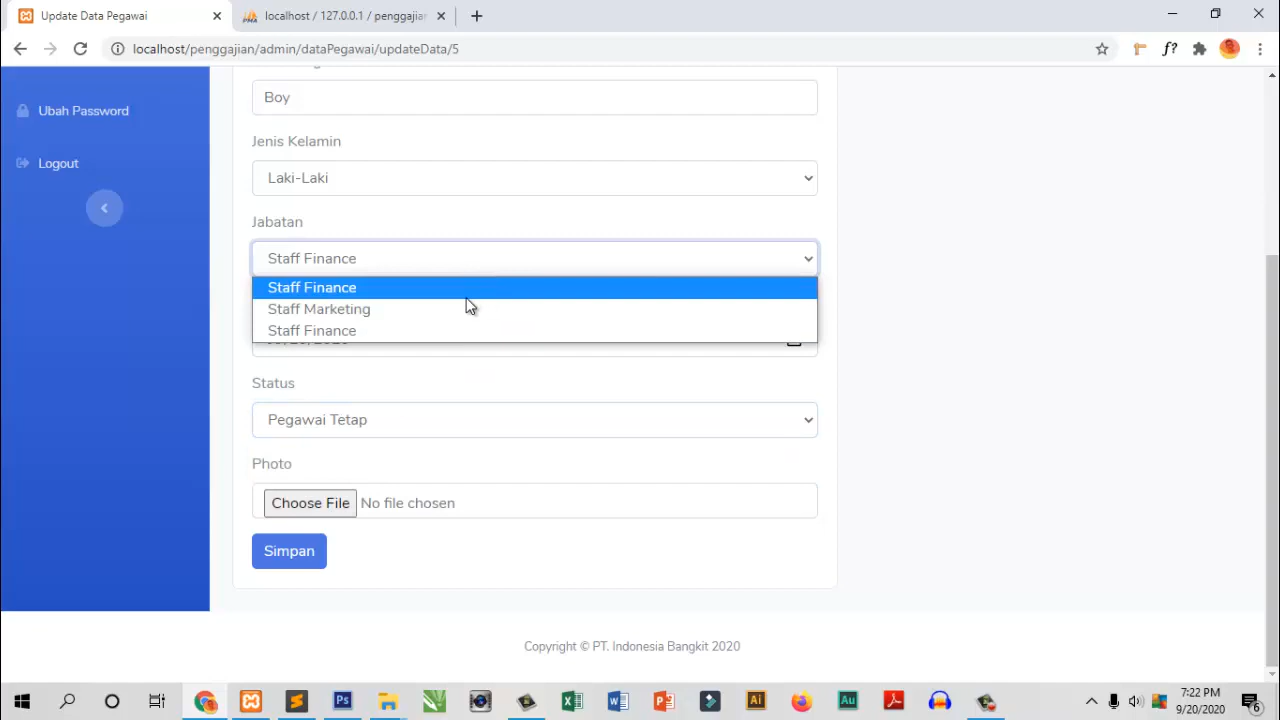 Update Data Pegawai
localhost / 127.0.0.1 / penggajian
localhost/penggajian/admin/dataPegawai/updateData/5
f?
Ubah Password
Logout
Boy
Jenis Kelamin
Laki-Laki
Jabatan
Staff Finance
Staff Finance
Staff Marketing
Staff Finance
Status
Pegawai Tetap
Photo
Choose File No file chosen
Simpan
Copyright © PT. Indonesia Bangkit 2020
7:22 PM
9/20/2020
6